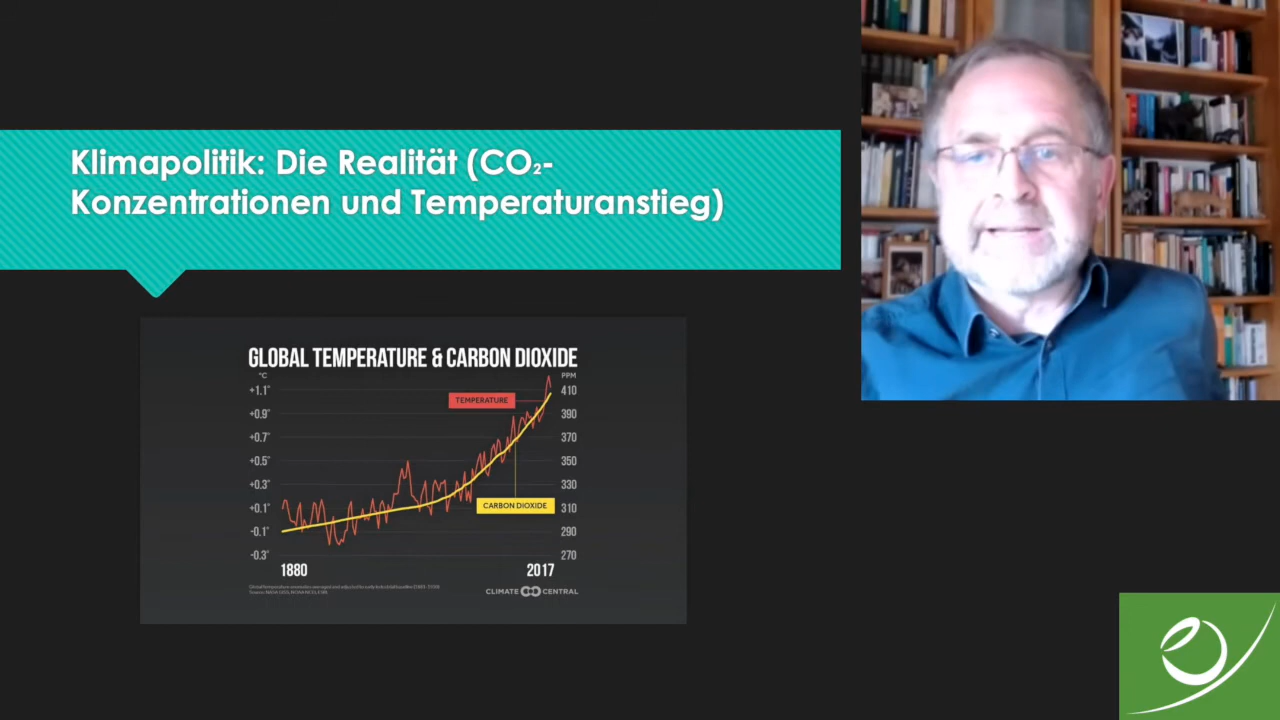 Klimapolitik: Die Realität (CO₂-
Konzentrationen und Temperaturanstieg)
GLOBAL TEMPERATURE & CARBON DIOXIDE
°C PPM
+1.1° 410
TEMPERATURE
+0.9° 390
+0.7° 370
+0.5° 350
+0.3° 330
CARBON DIOXIDE
+0.1° 310
-0.1° 290
-0.3° 270
1880 2017
CLIMATE CENTRAL